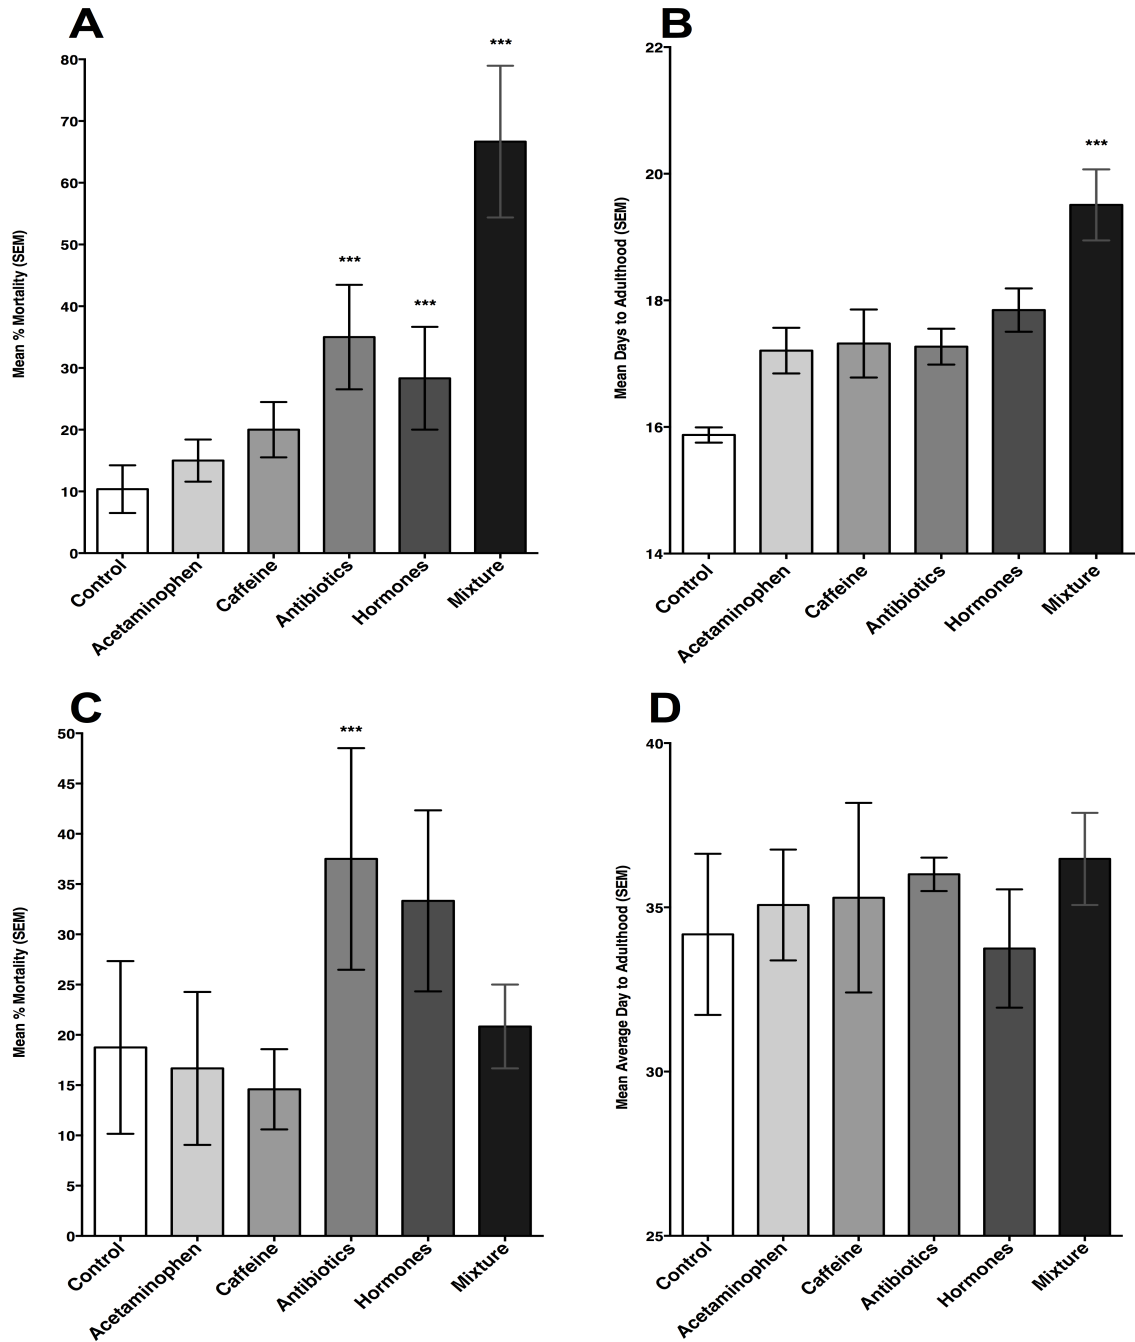 A
Mean % Mortality (SEM)
80
70
60
50
40
30
20
10
0
***
***
***
Control
Acetaminophen
Caffeine
Antibiotics
Hormones
Mixture
B
Mean Days to Adulthood (SEM)
22
20
18
16
14
***
Control
Acetaminophen
Caffeine
Antibiotics
Hormones
Mixture
C
Mean % Mortality (SEM)
50
45
40
35
30
25
20
15
10
5
0
***
Control
Acetaminophen
Caffeine
Antibiotics
Hormones
Mixture
D
Mean Average Day to Adulthood (SEM)
40
35
30
25
Control
Acetaminophen
Caffeine
Antibiotics
Hormones
Mixture